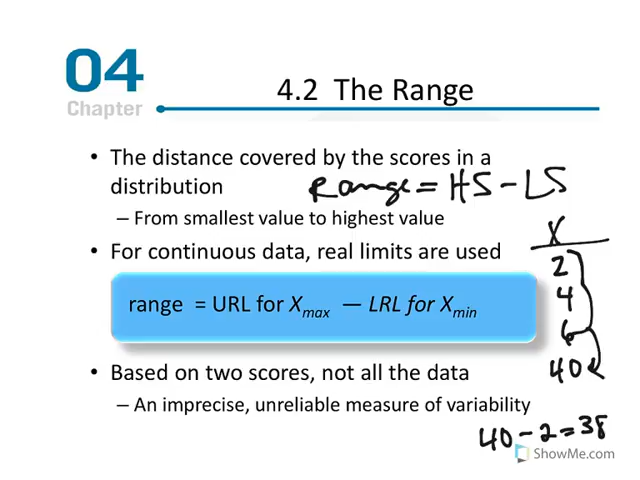 04
Chapter
4.2 The Range
• The distance covered by the scores in a
distribution
Range = HS - LS
– From smallest value to highest value
X
• For continuous data, real limits are used
2
4
6
40
range = URL for Xmax — LRL for Xmin
• Based on two scores, not all the data
– An imprecise, unreliable measure of variability
40 - 2 = 38
ShowMe.com